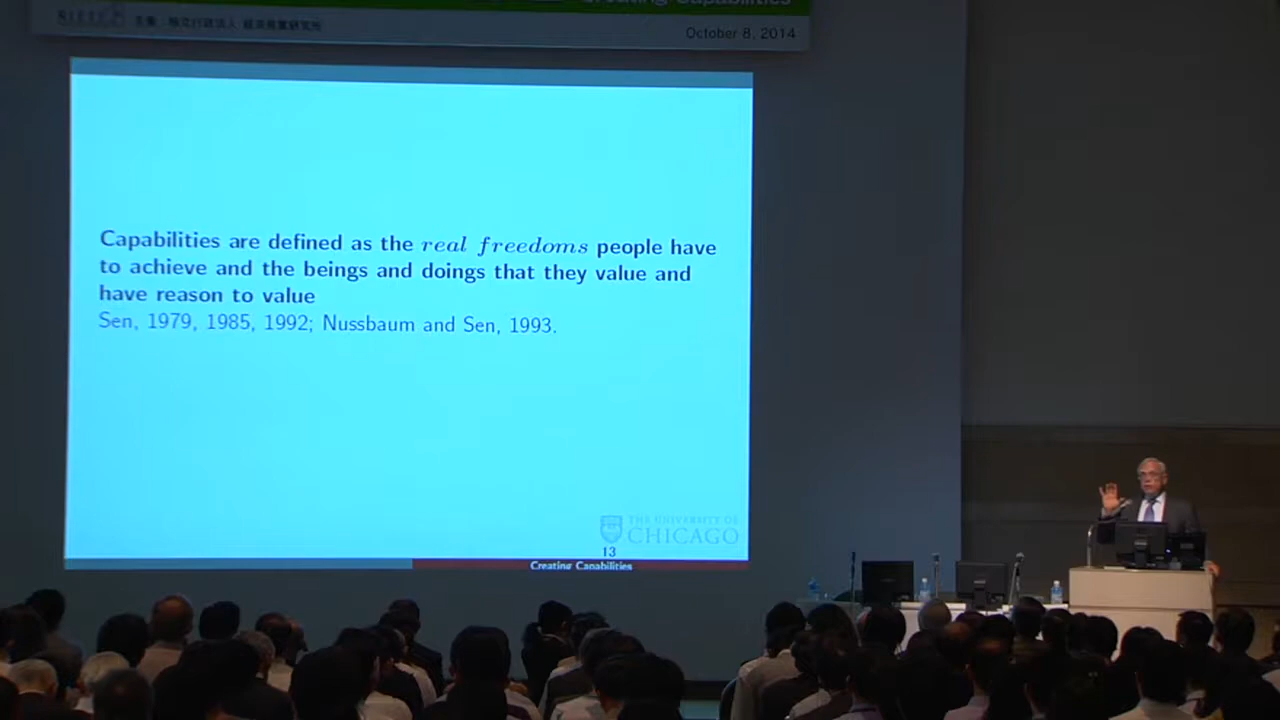 Creating Capabilities
主催：独立行政法人 経済産業研究所
October 8, 2014
Capabilities are defined as the real freedoms people have
to achieve and the beings and doings that they value and
have reason to value
Sen, 1979, 1985, 1992; Nussbaum and Sen, 1993.
THE UNIVERSITY OF
CHICAGO
13
Creating Capabilities